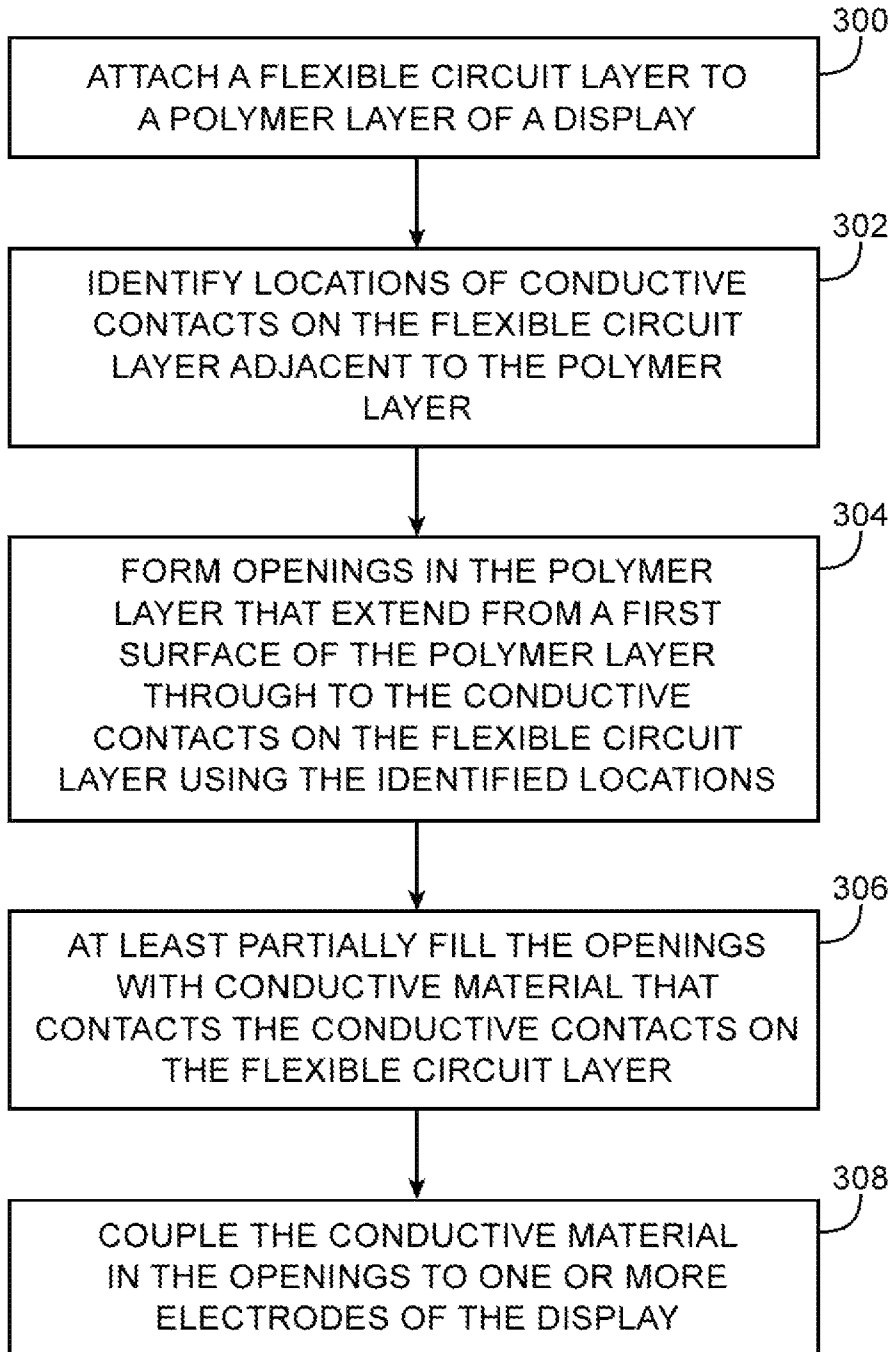 300
ATTACH A FLEXIBLE CIRCUIT LAYER TO
A POLYMER LAYER OF A DISPLAY
302
IDENTIFY LOCATIONS OF CONDUCTIVE
CONTACTS ON THE FLEXIBLE CIRCUIT
LAYER ADJACENT TO THE POLYMER
LAYER
304
FORM OPENINGS IN THE POLYMER
LAYER THAT EXTEND FROM A FIRST
SURFACE OF THE POLYMER LAYER
THROUGH TO THE CONDUCTIVE
CONTACTS ON THE FLEXIBLE CIRCUIT
LAYER USING THE IDENTIFIED LOCATIONS
306
AT LEAST PARTIALLY FILL THE OPENINGS
WITH CONDUCTIVE MATERIAL THAT
CONTACTS THE CONDUCTIVE CONTACTS ON
THE FLEXIBLE CIRCUIT LAYER
308
COUPLE THE CONDUCTIVE MATERIAL
IN THE OPENINGS TO ONE OR MORE
ELECTRODES OF THE DISPLAY